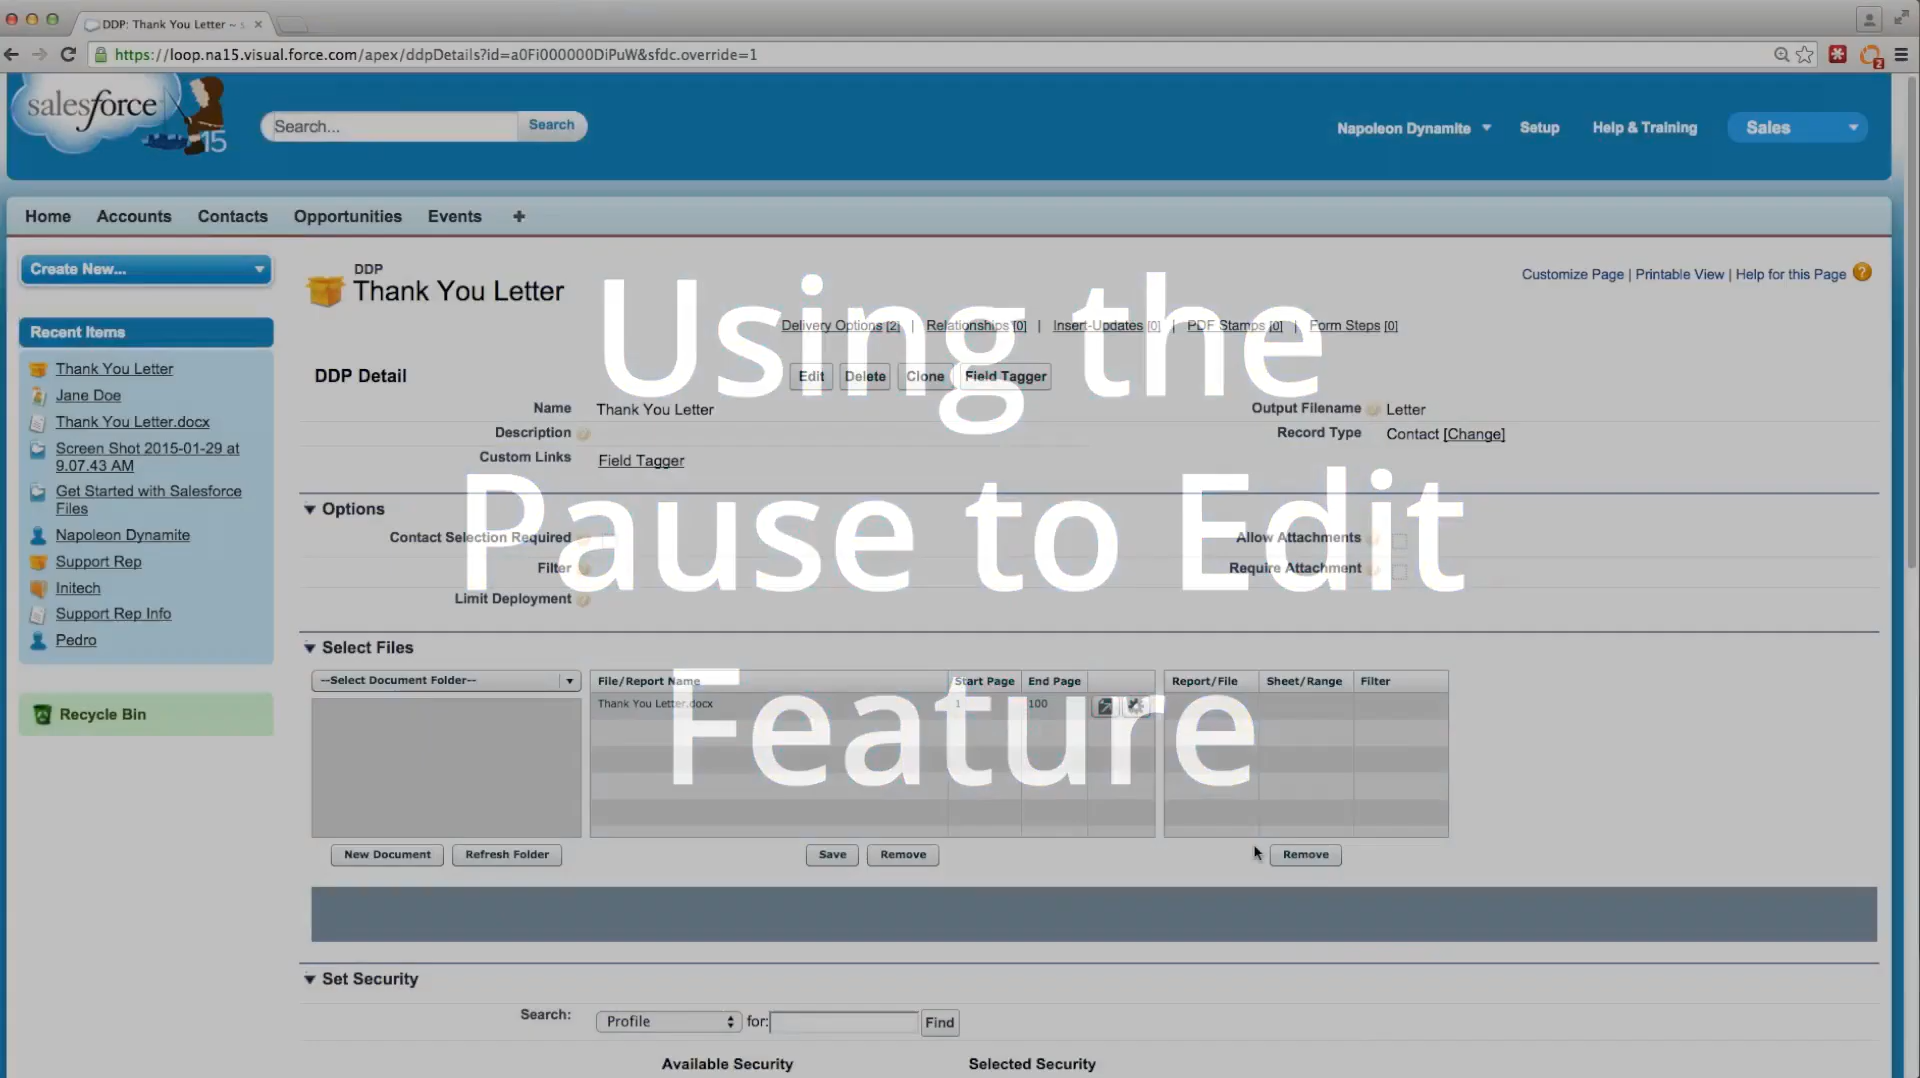 DDP: Thank You Letter ~ s
https://loop.na15.visual.force.com/apex/ddpDetails?id=a0Fi000000DiPuW&sfdc.override=1
2
salesforce
15
Search...
Search
Napoleon Dynamite
Setup
Help & Training
Sales
Home
Accounts
Contacts
Opportunities
Events
+
Create New...
Recent Items
Thank You Letter
Jane Doe
Thank You Letter.docx
Screen Shot 2015-01-29 at
9.07.43 AM
Get Started with Salesforce
Files
Napoleon Dynamite
Support Rep
Initech
Support Rep Info
Pedro
Recycle Bin
DDP
Thank You Letter
Customize Page | Printable View | Help for this Page ?
Using the
Pause to Edit
Feature
Delivery Options [2] | Relationships [0] | Insert-Updates [0] | PDF Stamps [0] | Form Steps [0]
DDP Detail
Edit
Delete
Clone
Field Tagger
Name Thank You Letter
Output Filename Letter
Description
Record Type Contact [Change]
Custom Links Field Tagger
Options
Contact Selection Required
Allow Attachments
Filter
Require Attachment
Limit Deployment
Select Files
--Select Document Folder--
File/Report Name Start Page End Page
Thank You Letter.docx 1 100
Report/File Sheet/Range Filter
New Document
Refresh Folder
Save
Remove
Remove
Set Security
Search: Profile for: Find
Available Security
Selected Security